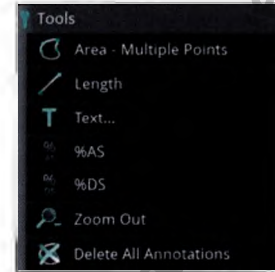 Tools
Area - Multiple Points
Length
T Text...
%AS
%DS
Zoom Out
Delete All Annotations